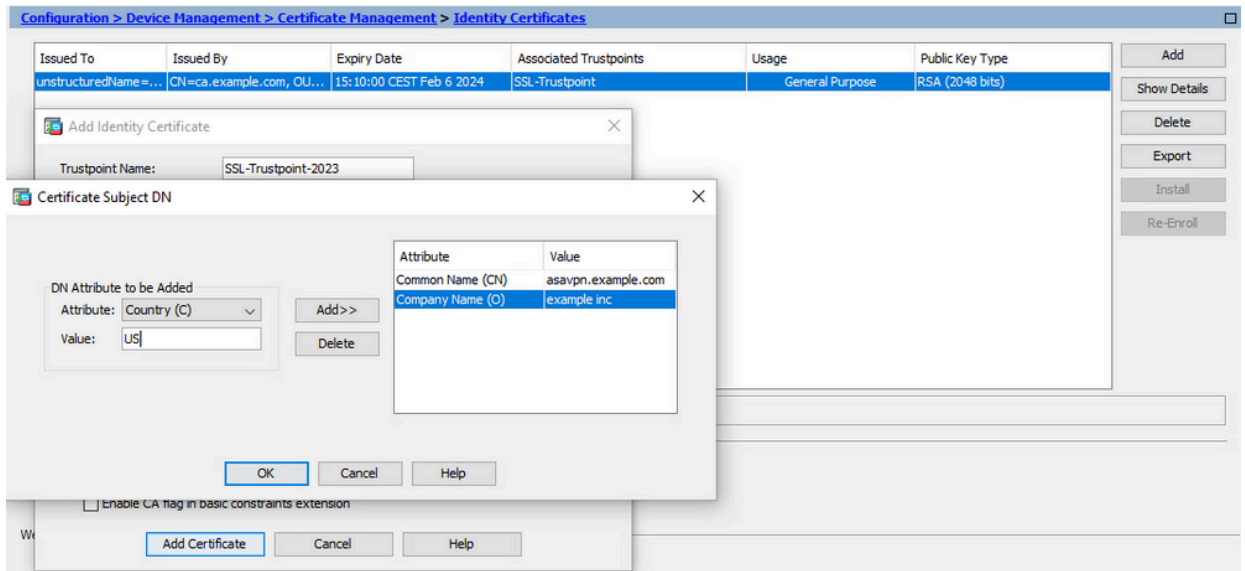 Configuration > Device Management > Certificate Management > Identity Certificates
Issued To Issued By Expiry Date Associated Trustpoints Usage Public Key Type
unstructuredName=... CN=ca.example.com, OU... 15:10:00 CEST Feb 6 2024 SSL-Trustpoint General Purpose RSA (2048 bits)
Add
Show Details
Delete
Export
Install
Re-Enroll
Add Identity Certificate
Trustpoint Name: SSL-Trustpoint-2023
Certificate Subject DN
DN Attribute to be Added
Attribute: Country (C)
Value: US
Add>>
Delete
Attribute Value
Common Name (CN) asavpn.example.com
Company Name (O) example inc
OK Cancel Help
Enable CA flag in basic constraints extension
Add Certificate Cancel Help